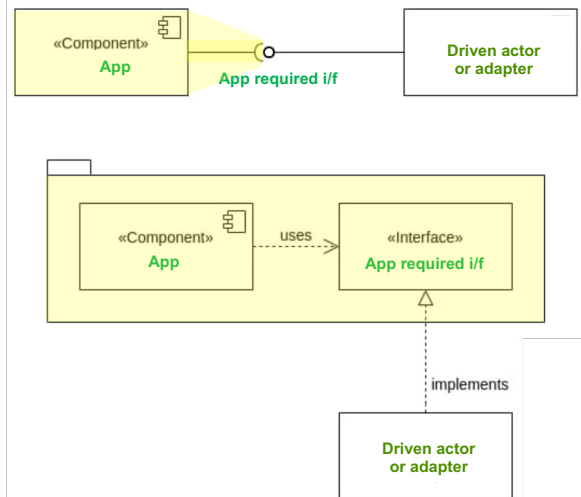 «Component»
App
App required i/f
Driven actor
or adapter
«Component»
App
uses
«Interface»
App required i/f
implements
Driven actor
or adapter